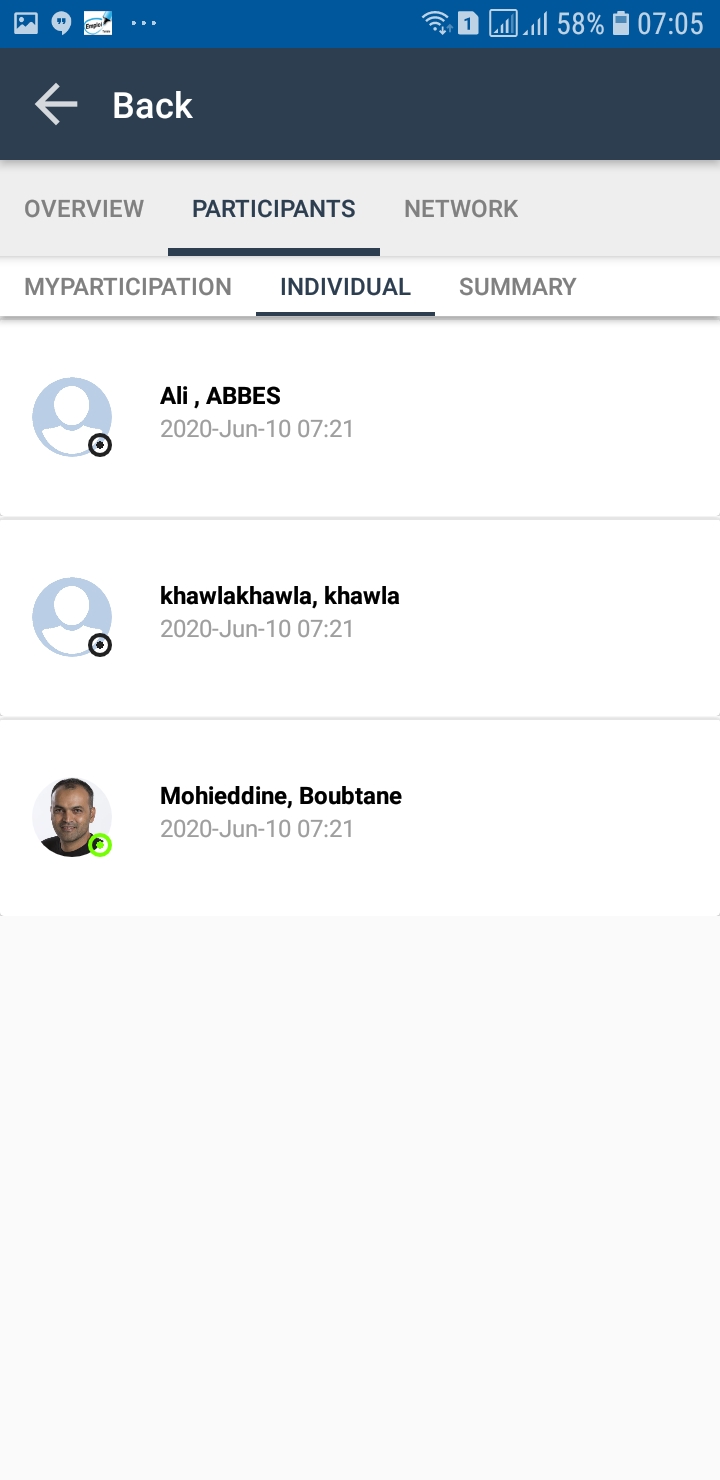 58% 07:05
Back
OVERVIEW PARTICIPANTS NETWORK
MYPARTICIPATION INDIVIDUAL SUMMARY
Ali , ABBES
2020-Jun-10 07:21
khawlakhawla, khawla
2020-Jun-10 07:21
Mohieddine, Boubtane
2020-Jun-10 07:21